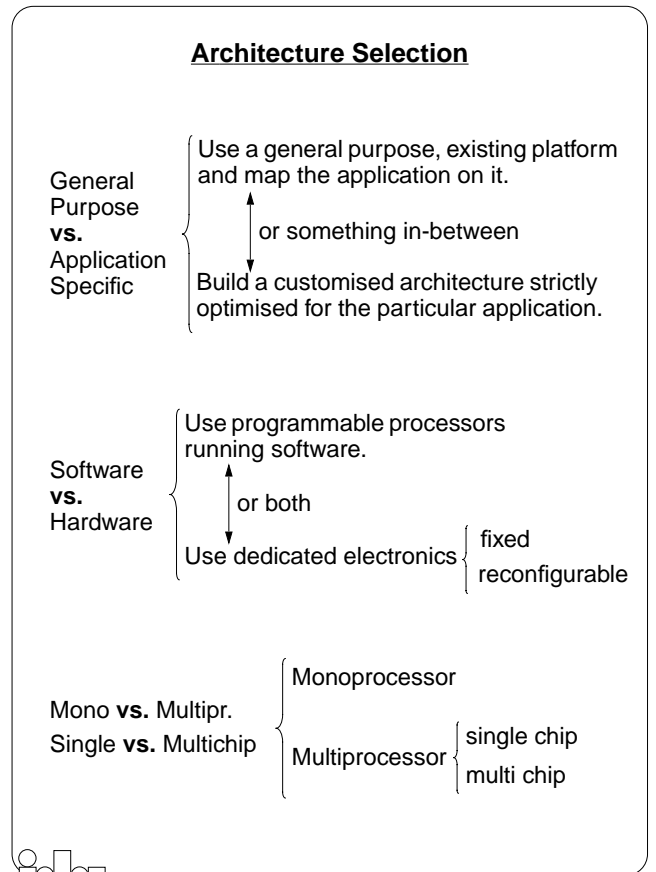 Architecture Selection
Use a general purpose, existing platform
and map the application on it.
General
Purpose
vs.
Application
Specific
or something in-between
Build a customised architecture strictly
optimised for the particular application.
Use programmable processors
running software.
Software
vs.
Hardware
or both
Use dedicated electronics
fixed
reconfigurable
Mono vs. Multipr.
Single vs. Multichip
Monoprocessor
Multiprocessor
single chip
multi chip